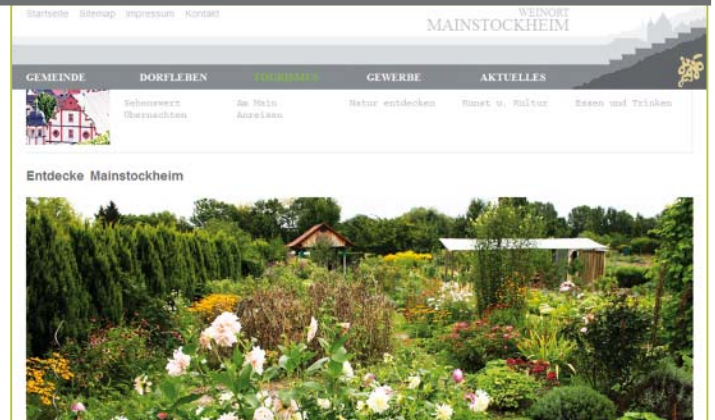 Startseite Sitemap Impressum Kontakt
WEINORT
MAINSTOCKHEIM
GEMEINDE DORFLEBEN TOURISMUS GEWERBE AKTUELLES
Sehenswert Am Main Natur entdecken Kunst u. Kultur Essen und Trinken
Übernachten Anreisen
Entdecke Mainstockheim